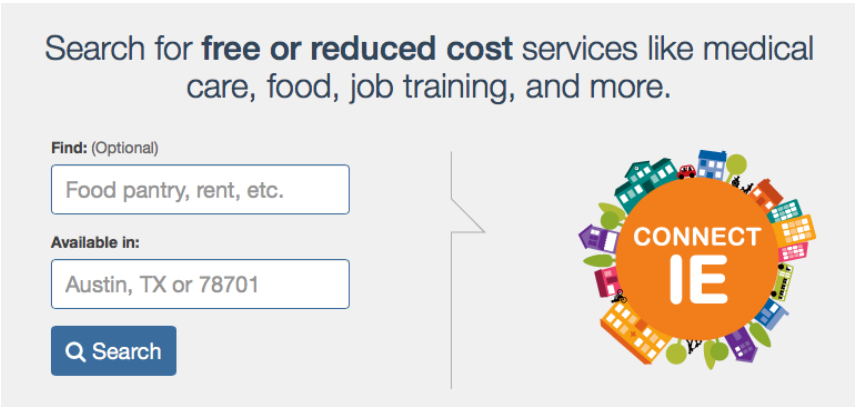 Search for free or reduced cost services like medical
care, food, job training, and more.
Find: (Optional)
Food pantry, rent, etc.
Available in:
Austin, TX or 78701
Search
CONNECT
IE